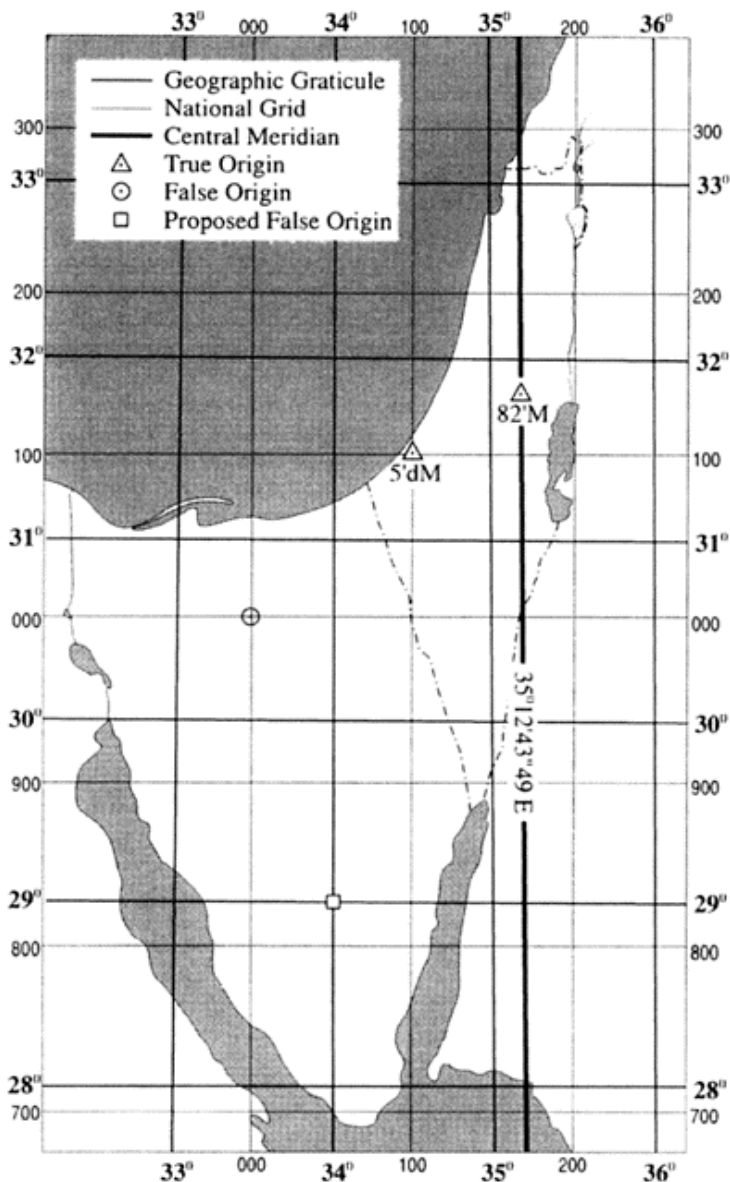 33° 000 34° 100 35° 200 36°
Geographic Graticule
National Grid
Central Meridian
True Origin
False Origin
Proposed False Origin
300 300
33° 33°
200 200
32° 32°
82'M
100 100
5'dM
31° 31°
000 000
35°12'43"49 E
30° 30°
900 900
29° 29°
800 800
28° 28°
700 700
33° 000 34° 100 35° 200 36°